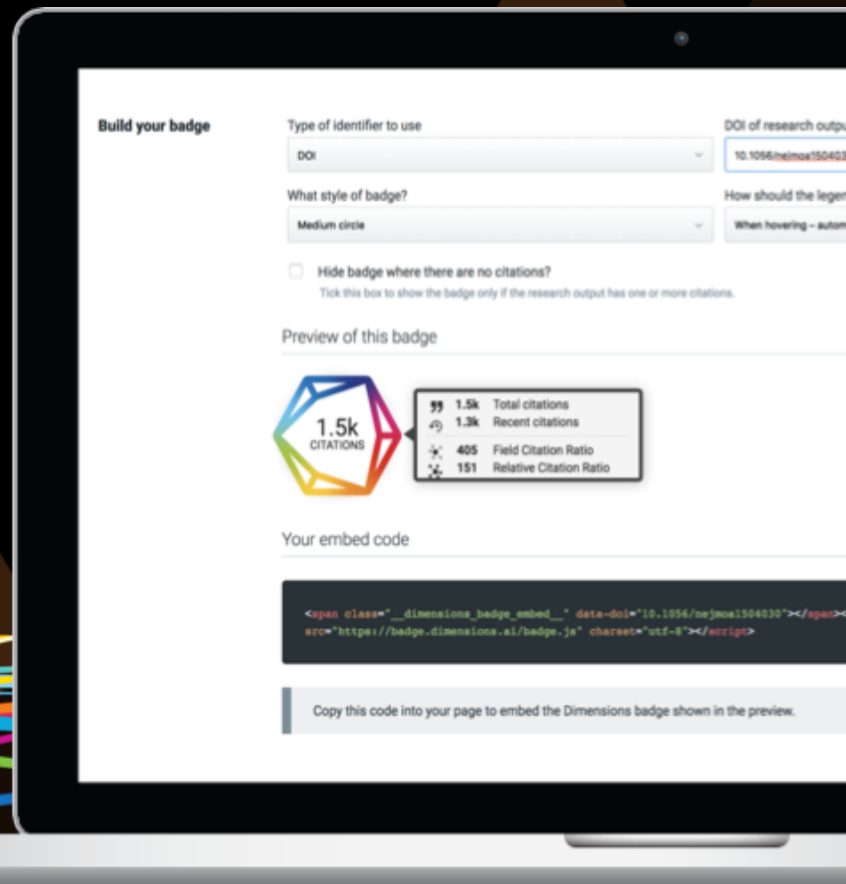 Build your badge
Type of identifier to use
DOI of research outpu
DOI
10.1056/nejmoa150403
What style of badge?
How should the legen
Medium circle
When hovering – autom
Hide badge where there are no citations?
Tick this box to show the badge only if the research output has one or more citations.
Preview of this badge
1.5k
CITATIONS
1.5k Total citations
1.3k Recent citations
405 Field Citation Ratio
151 Relative Citation Ratio
Your embed code
<span class="__dimensions_badge_embed__" data-doi="10.1056/nejmoa1504030"></span><
src="https://badge.dimensions.ai/badge.js" charset="utf-8"></script>
Copy this code into your page to embed the Dimensions badge shown in the preview.